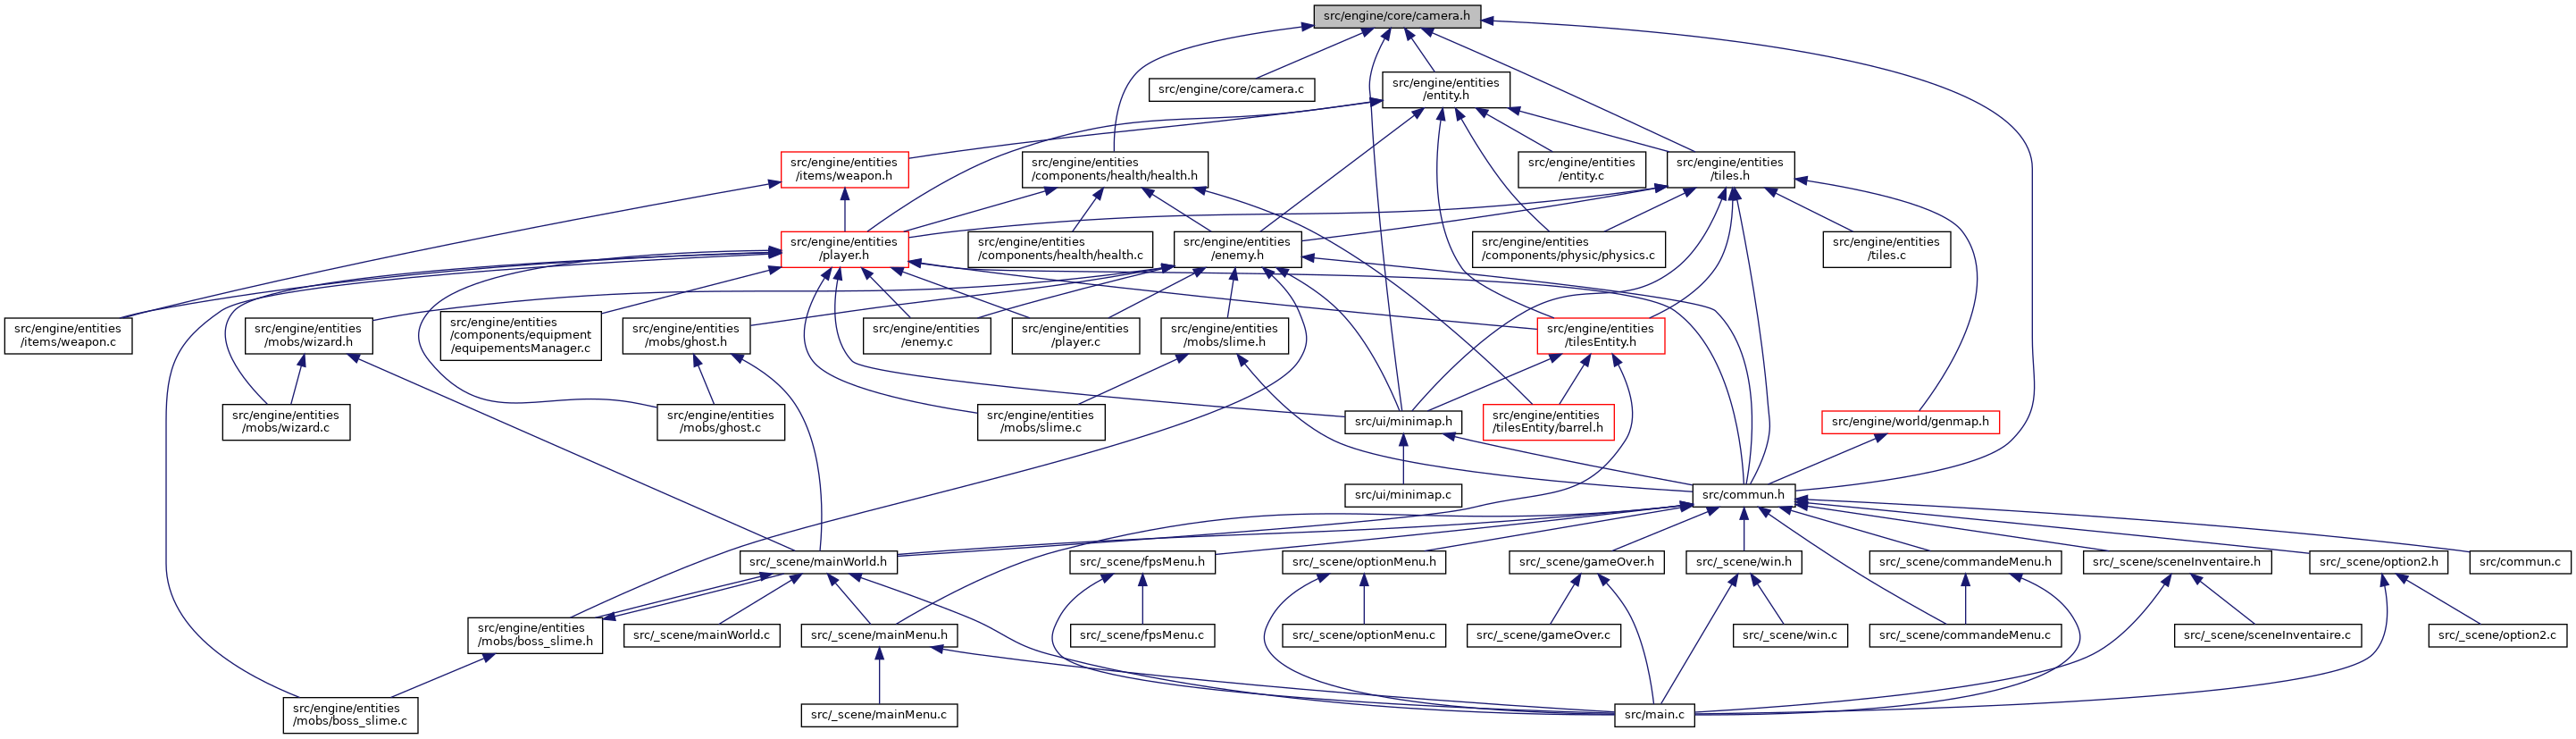 src/engine/core/camera.h
src/engine/core/camera.c
src/engine/entities
/entity.h
src/engine/entities
/items/weapon.h
src/engine/entities
/components/health/health.h
src/engine/entities
/entity.c
src/engine/entities
/tiles.h
src/engine/entities
/player.h
src/engine/entities
/components/health/health.c
src/engine/entities
/enemy.h
src/engine/entities
/components/physic/physics.c
src/engine/entities
/tiles.c
src/engine/entities
/items/weapon.c
src/engine/entities
/mobs/wizard.h
src/engine/entities
/components/equipment
/equipementsManager.c
src/engine/entities
/mobs/ghost.h
src/engine/entities
/enemy.c
src/engine/entities
/player.c
src/engine/entities
/mobs/slime.h
src/engine/entities
/tilesEntity.h
src/engine/entities
/mobs/wizard.c
src/engine/entities
/mobs/ghost.c
src/engine/entities
/mobs/slime.c
src/ui/minimap.h
src/engine/entities
/tilesEntity/barrel.h
src/engine/world/genmap.h
src/ui/minimap.c
src/commun.h
src/_scene/mainWorld.h
src/_scene/fpsMenu.h
src/_scene/optionMenu.h
src/_scene/gameOver.h
src/_scene/win.h
src/_scene/commandeMenu.h
src/_scene/sceneInventaire.h
src/_scene/option2.h
src/commun.c
src/engine/entities
/mobs/boss_slime.h
src/_scene/mainWorld.c
src/_scene/mainMenu.h
src/_scene/fpsMenu.c
src/_scene/optionMenu.c
src/_scene/gameOver.c
src/_scene/win.c
src/_scene/commandeMenu.c
src/_scene/sceneInventaire.c
src/_scene/option2.c
src/engine/entities
/mobs/boss_slime.c
src/_scene/mainMenu.c
src/main.c